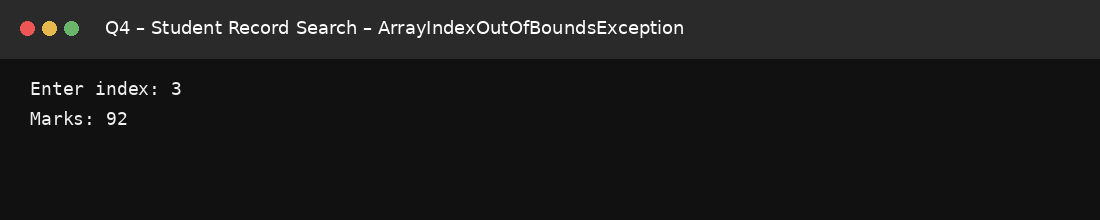 Q4 – Student Record Search – ArrayIndexOutOfBoundsException
Enter index: 3
Marks: 92